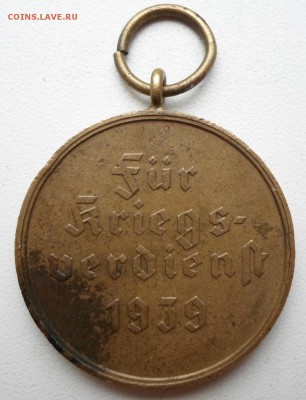 COINS.LAVE.RU
Für
Kriegs-
verdienſt
1939